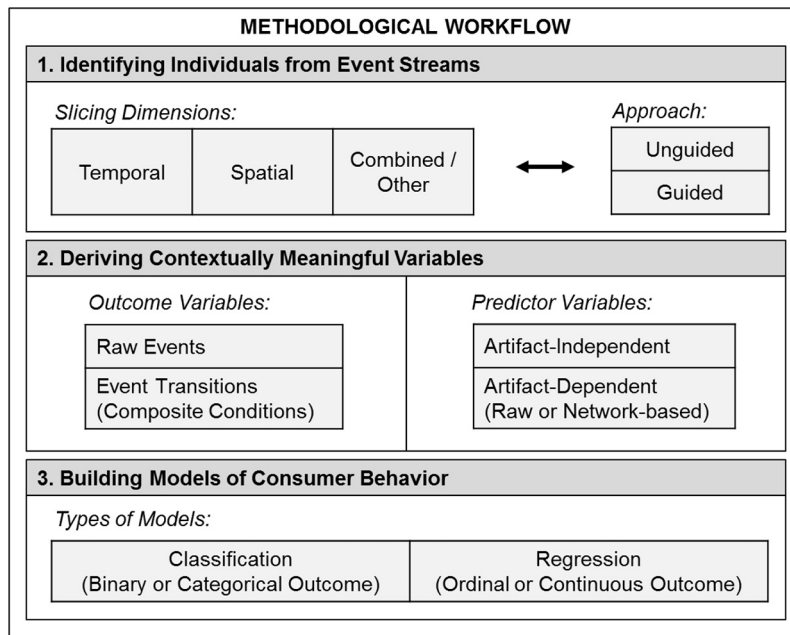 METHODOLOGICAL WORKFLOW
1. Identifying Individuals from Event Streams
Slicing Dimensions:
Temporal
Spatial
Combined /
Other
Approach:
Unguided
Guided
2. Deriving Contextually Meaningful Variables
Outcome Variables:
Raw Events
Event Transitions
(Composite Conditions)
Predictor Variables:
Artifact-Independent
Artifact-Dependent
(Raw or Network-based)
3. Building Models of Consumer Behavior
Types of Models:
Classification
(Binary or Categorical Outcome)
Regression
(Ordinal or Continuous Outcome)